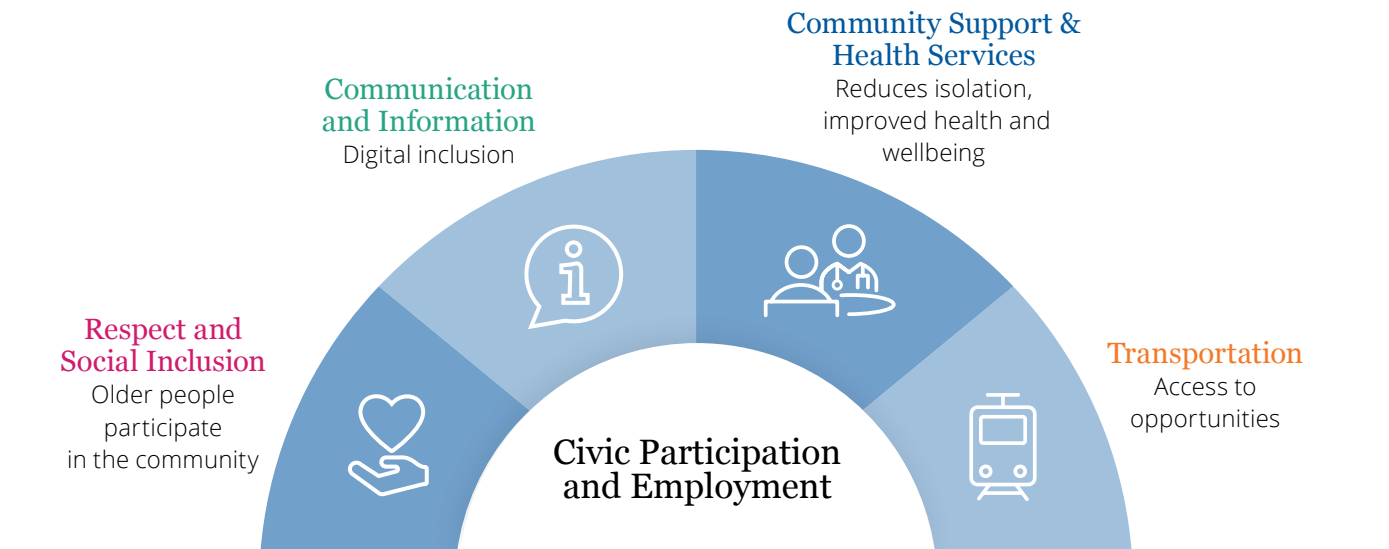 Community Support &
Health Services
Reduces isolation,
improved health and
wellbeing
Communication
and Information
Digital inclusion
Respect and
Social Inclusion
Older people
participate
in the community
Transportation
Access to
opportunities
Civic Participation
and Employment